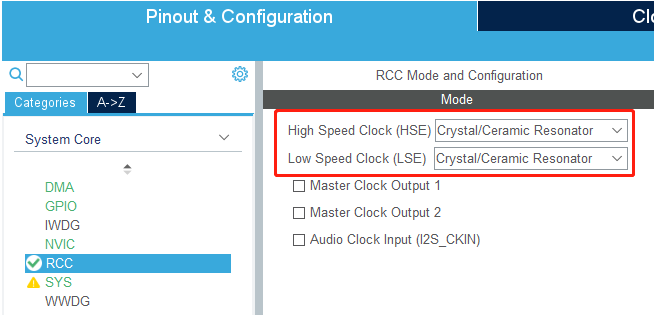 Pinout & Configuration
Clo
Categories
A->Z
System Core
DMA
GPIO
IWDG
NVIC
RCC
SYS
WWDG
RCC Mode and Configuration
Mode
High Speed Clock (HSE) Crystal/Ceramic Resonator
Low Speed Clock (LSE) Crystal/Ceramic Resonator
Master Clock Output 1
Master Clock Output 2
Audio Clock Input (I2S_CKIN)